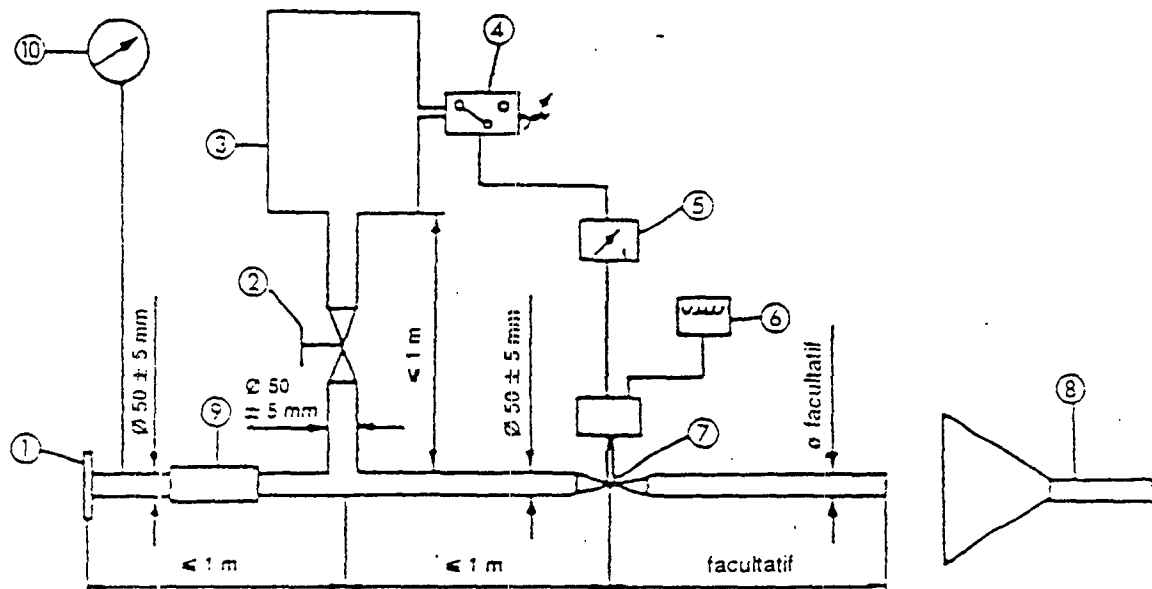 10
4
3
5
2
6
Ø 50 ± 5 mm
⩽ 1 m
Ø 50 ± 5 mm
ø facultatif
Ø 50
± 5 mm
9
8
7
1
⩽ 1 m
⩽ 1 m
facultatif